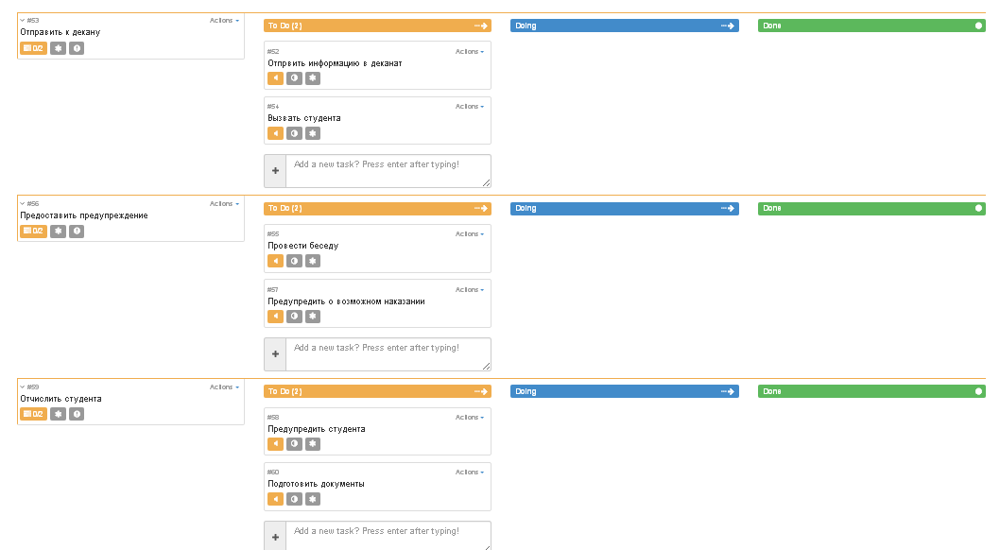 #53 Actions
Отправить к декану
0/2
To Do (2) Doing Done
#52 Actions
Отпрвить информацию в деканат
#54 Actions
Вызвать студента
Add a new task? Press enter after typing!
#56 Actions
Предоставить предупреждение
0/2
To Do (2) Doing Done
#55 Actions
Провести беседу
#57 Actions
Предупредить о возможном наказании
Add a new task? Press enter after typing!
#59 Actions
Отчислить студента
0/2
To Do (2) Doing Done
#58 Actions
Предупредить студента
#60 Actions
Подготовить документы
Add a new task? Press enter after typing!